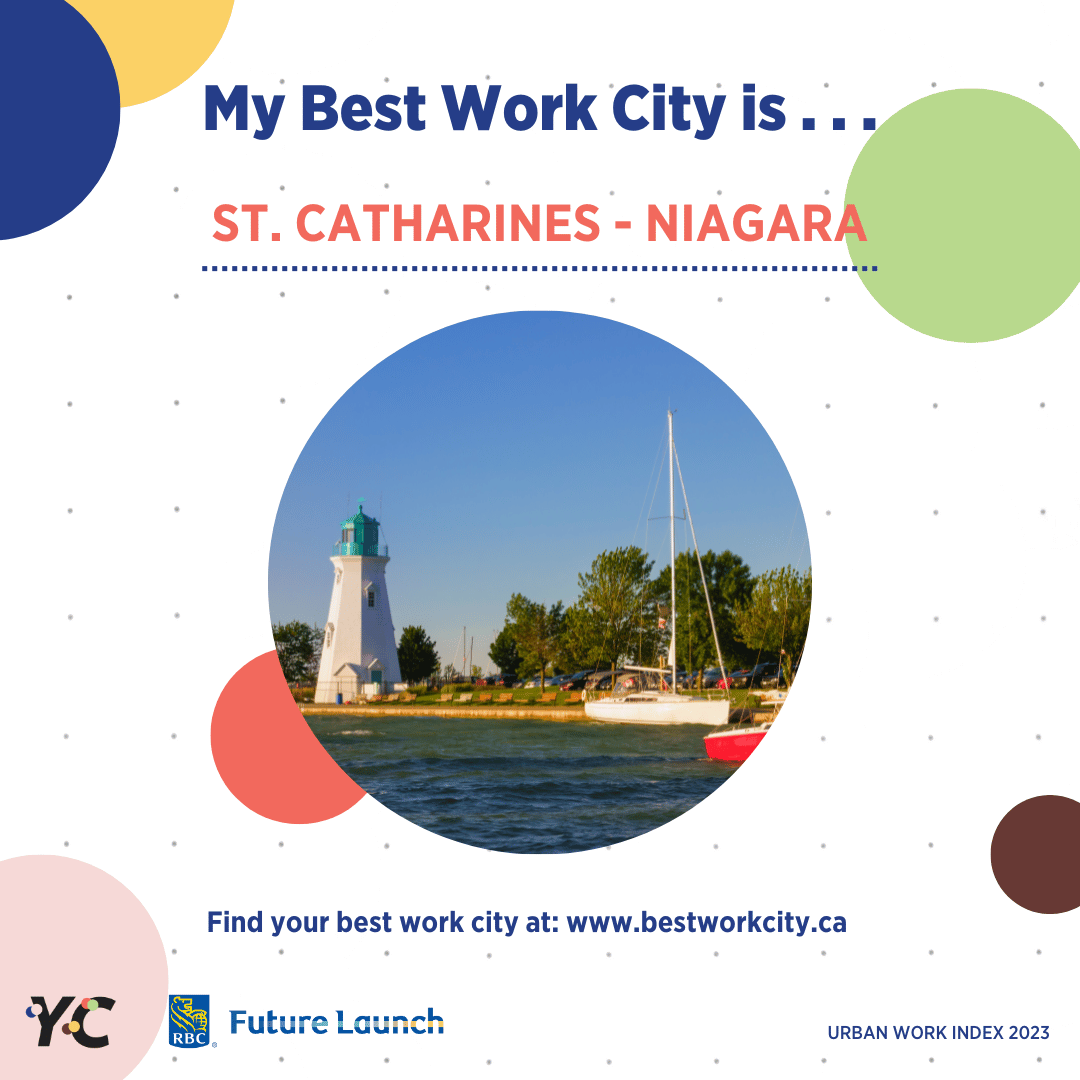 My Best Work City is . . .
ST. CATHARINES - NIAGARA
Find your best work city at: www.bestworkcity.ca
YC
RBC ®
Future Launch
URBAN WORK INDEX 2023